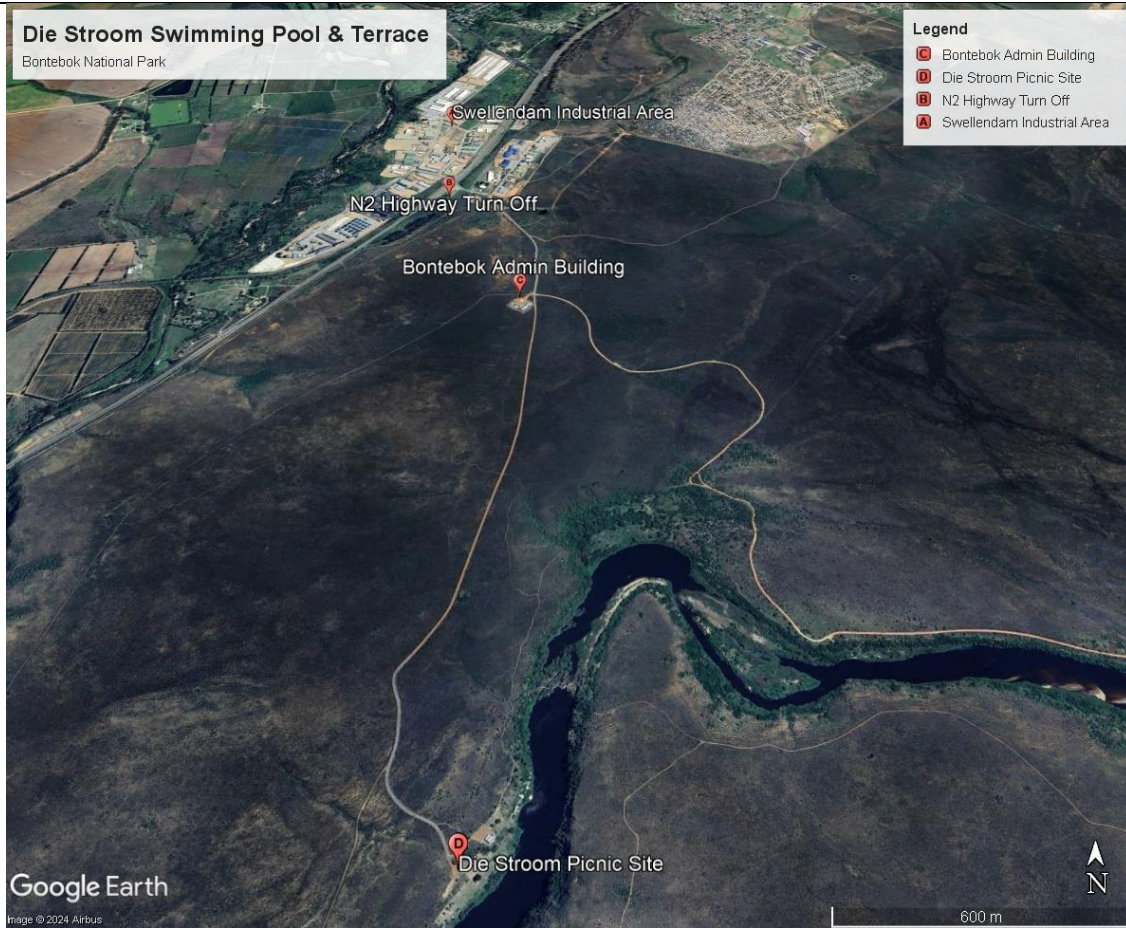 Die Stroom Swimming Pool & Terrace
Bontebok National Park
Legend
C Bontebok Admin Building
D Die Stroom Picnic Site
B N2 Highway Turn Off
A Swellendam Industrial Area
Swellendam Industrial Area
B
N2 Highway Turn Off
Bontebok Admin Building
C
D
Die Stroom Picnic Site
Google Earth
Image © 2024 Airbus
N
600 m